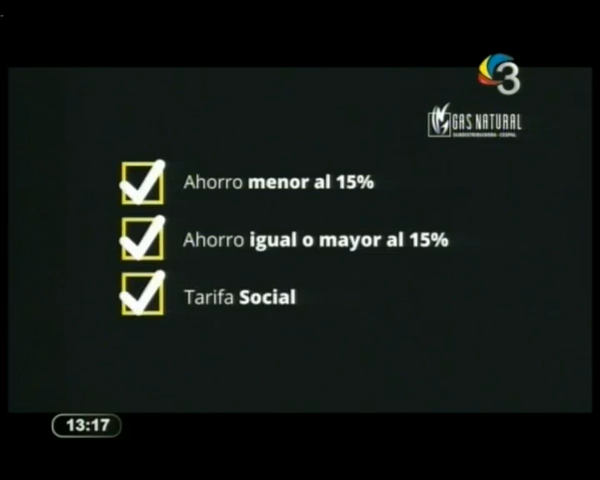 3
GAS NATURAL
Ahorro menor al 15%
Ahorro igual o mayor al 15%
Tarifa Social
13:17